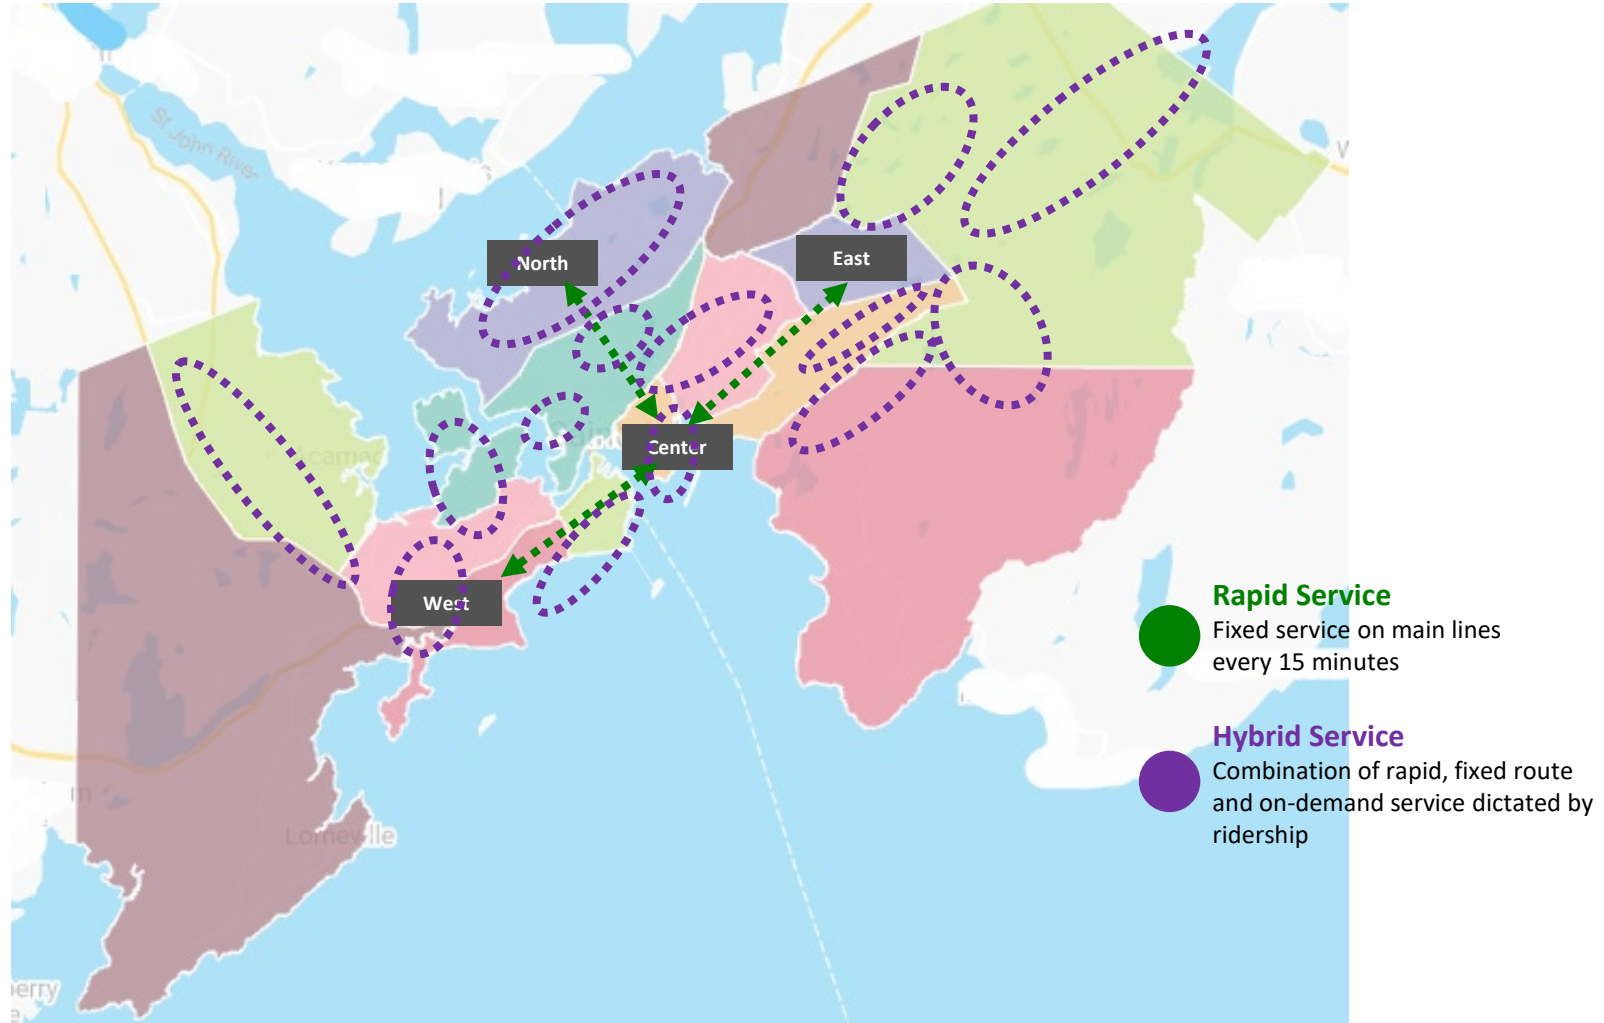 St John River
North
East
Center
West
Lorneville
Rapid Service
Fixed service on main lines
every 15 minutes
Hybrid Service
Combination of rapid, fixed route
and on-demand service dictated by
ridership